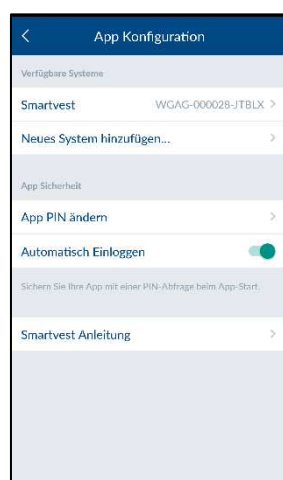 App Konfiguration
Verfügbare Systeme
Smartvest WGAG-000028-JTBLX
Neues System hinzufügen...
App Sicherheit
App PIN ändern
Automatisch Einloggen
Sichern Sie Ihre App mit einer PIN-Abfrage beim App-Start.
Smartvest Anleitung